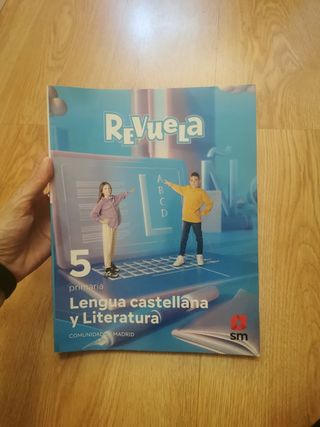 REVUELA
L
A
B C
D
5
primaria
Lengua castellana
y Literatura
COMUNIDAD DE MADRID
sm